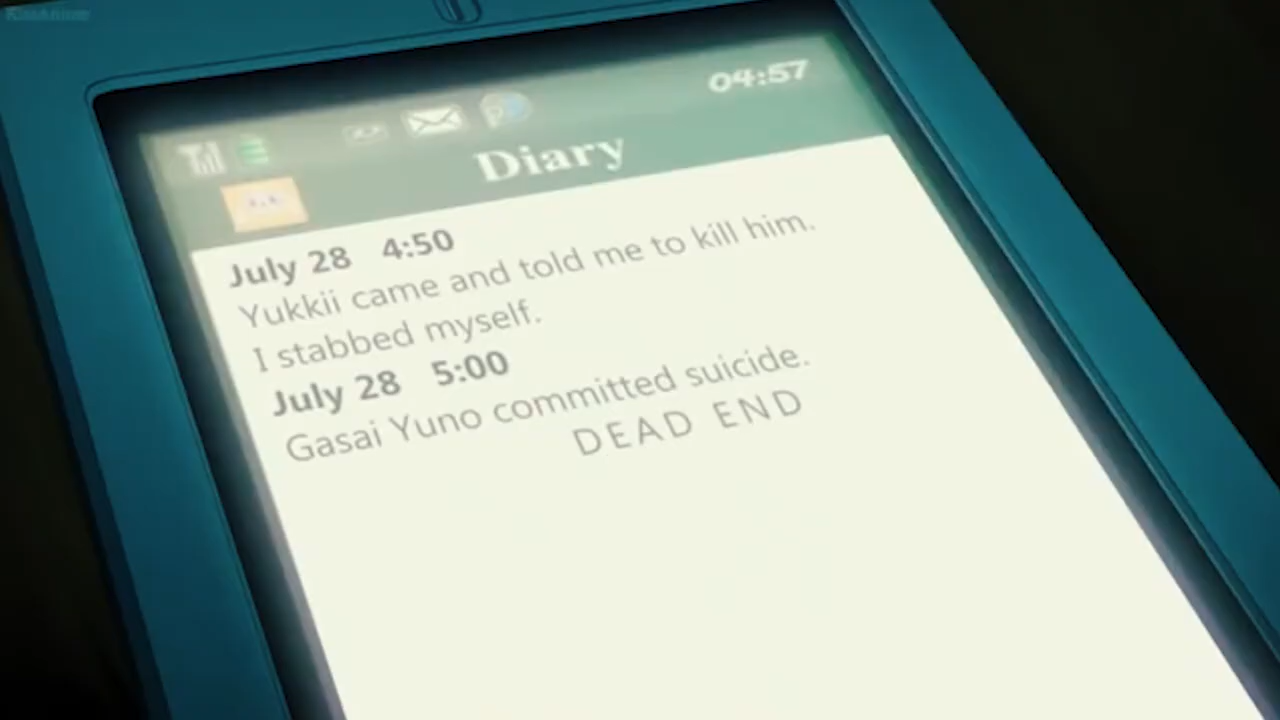 04:57
Diary
July 28 4:50
Yukkii came and told me to kill him.
I stabbed myself.
July 28 5:00
Gasai Yuno committed suicide.
DEAD END